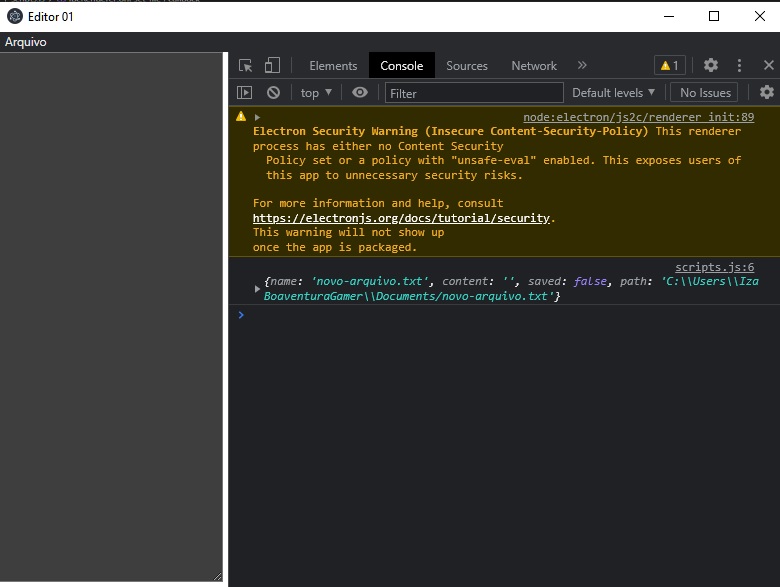 Editor 01
Arquivo
Elements Console Sources Network » 1
top ▼ Filter Default levels ▼ No Issues
node:electron/js2c/renderer_init:89
Electron Security Warning (Insecure Content-Security-Policy) This renderer
process has either no Content Security
Policy set or a policy with "unsafe-eval" enabled. This exposes users of
this app to unnecessary security risks.
For more information and help, consult
https://electronjs.org/docs/tutorial/security.
This warning will not show up
once the app is packaged.
scripts.js:6
{name: 'novo-arquivo.txt', content: '', saved: false, path: 'C:\\Users\\Iza
BoaventuraGamer\\Documents/novo-arquivo.txt'}